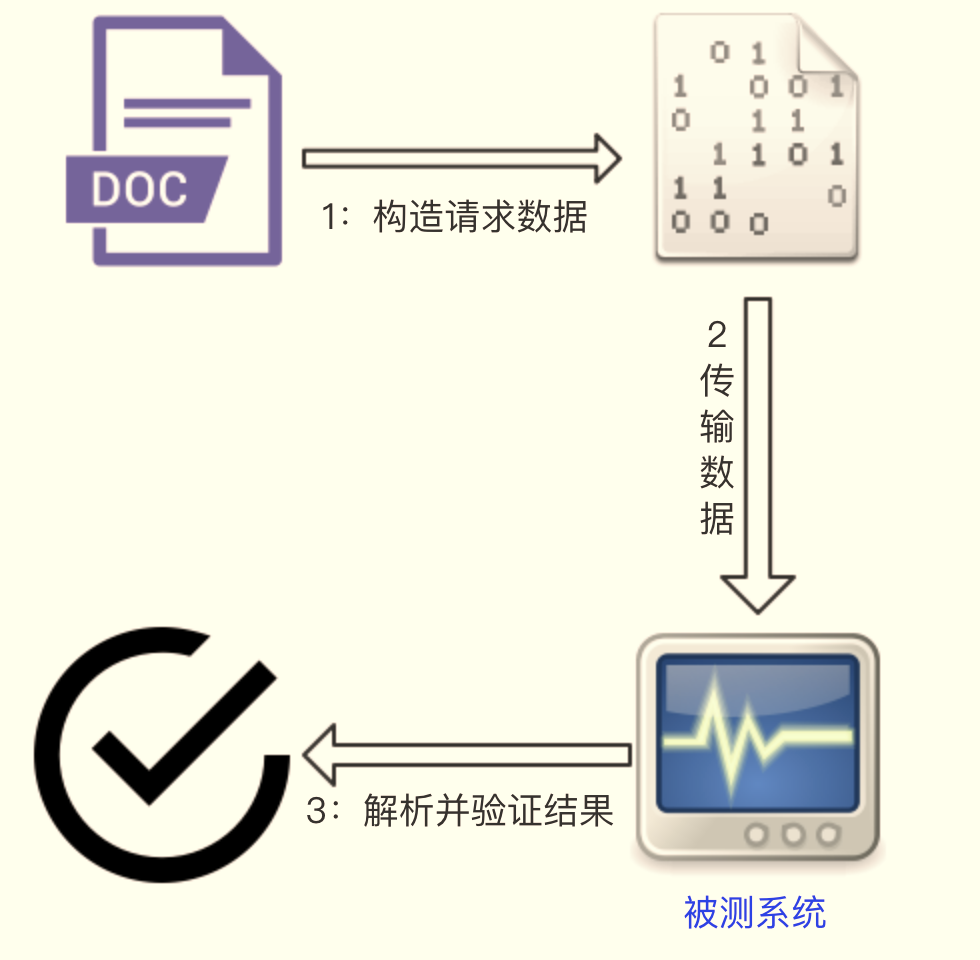 DOC
1：构造请求数据
0 1
1 0 0 1
0 1 1
1 1 0 1
1 1 0
0 0 0
2
传
输
数
据
3：解析并验证结果
被测系统